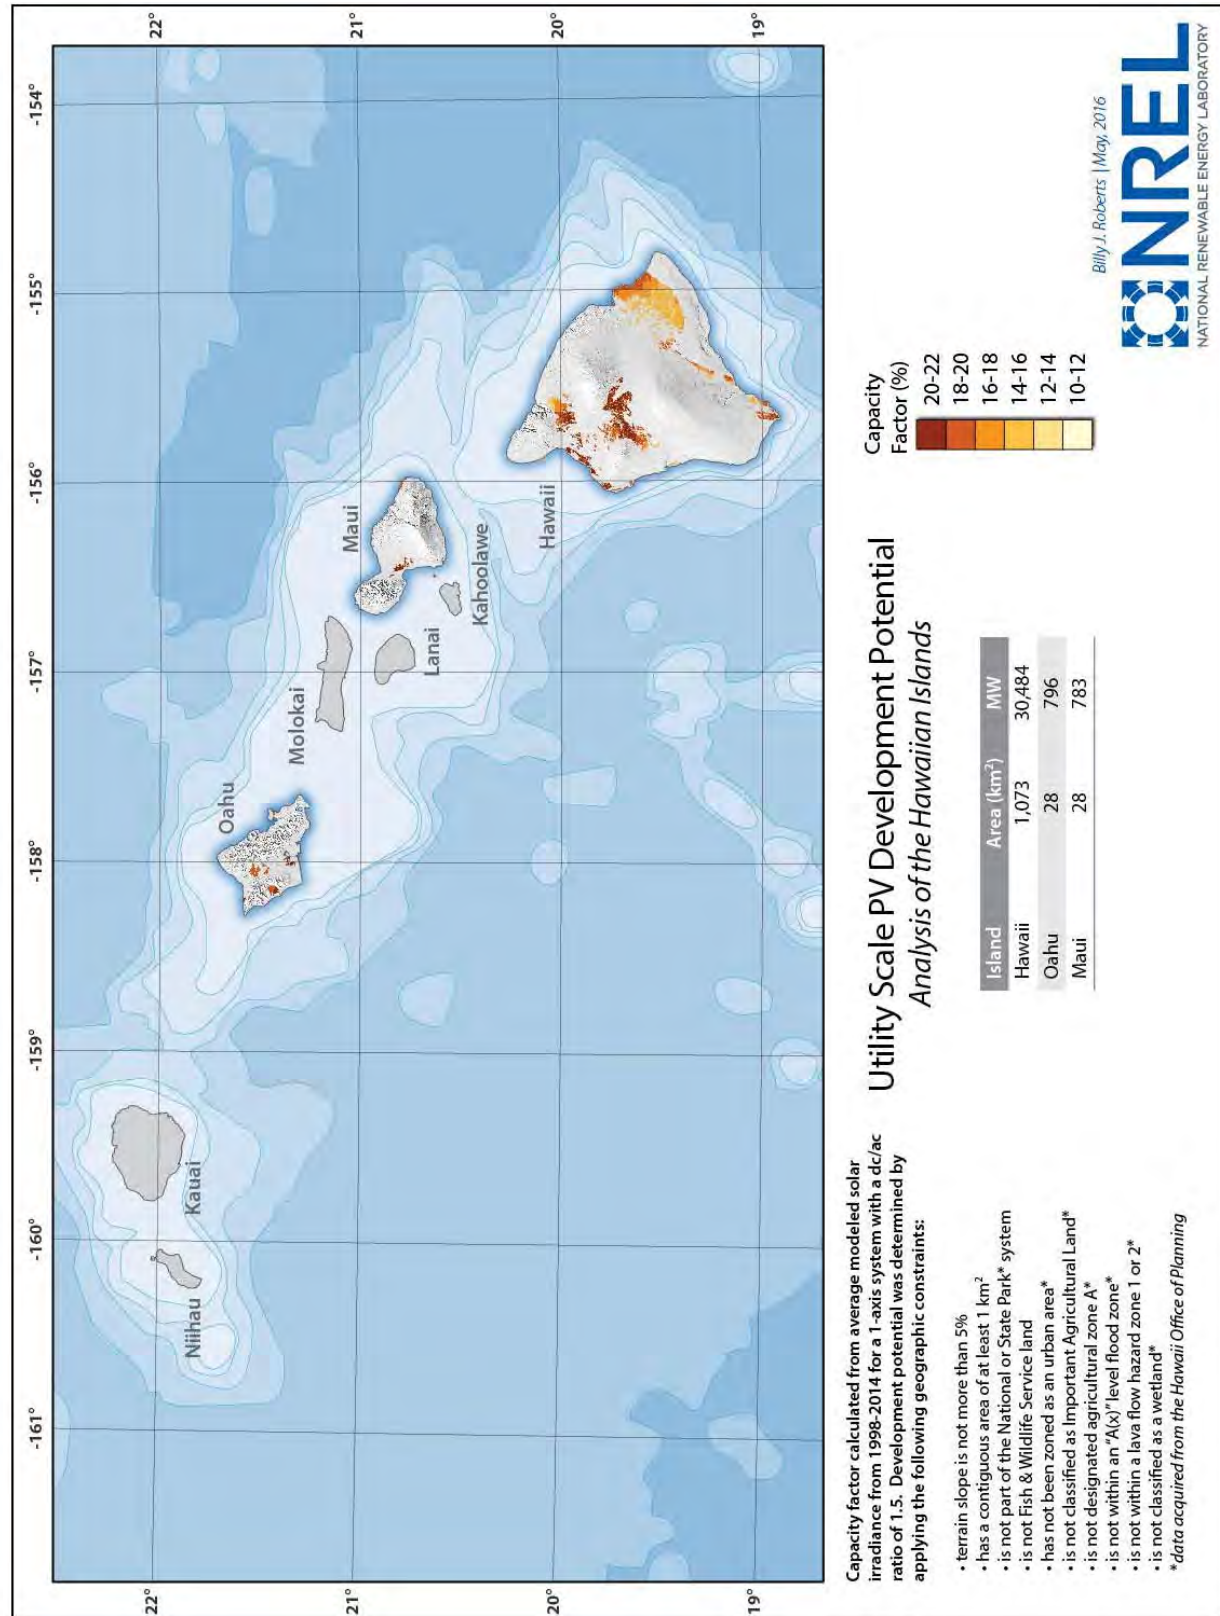 -161°
-160°
-159°
-158°
-157°
-156°
-155°
-154°
22°
22°
21°
21°
20°
20°
19°
19°
Niihau
Kauai
Oahu
Molokai
Lanai
Maui
Kahoolawe
Hawaii
Capacity factor calculated from average modeled solar
irradiance from 1998-2014 for a 1-axis system with a dc/ac
ratio of 1.5. Development potential was determined by
applying the following geographic constraints:
• terrain slope is not more than 5%
• has a contiguous area of at least 1 km²
• is not part of the National or State Park* system
• is not Fish & Wildlife Service land
• has not been zoned as an urban area*
• is not classified as Important Agricultural Land*
• is not designated agricultural zone A*
• is not within an "A(x)" level flood zone*
• is not within a lava flow hazard zone 1 or 2*
• is not classified as a wetland*
*data acquired from the Hawaii Office of Planning
Utility Scale PV Development Potential
Analysis of the Hawaiian Islands
Island Area (km²) MW
Hawaii 1,073 30,484
Oahu 28 796
Maui 28 783
Capacity
Factor (%)
20-22
18-20
16-18
14-16
12-14
10-12
Billy J. Roberts | May, 2016
NREL
NATIONAL RENEWABLE ENERGY LABORATORY